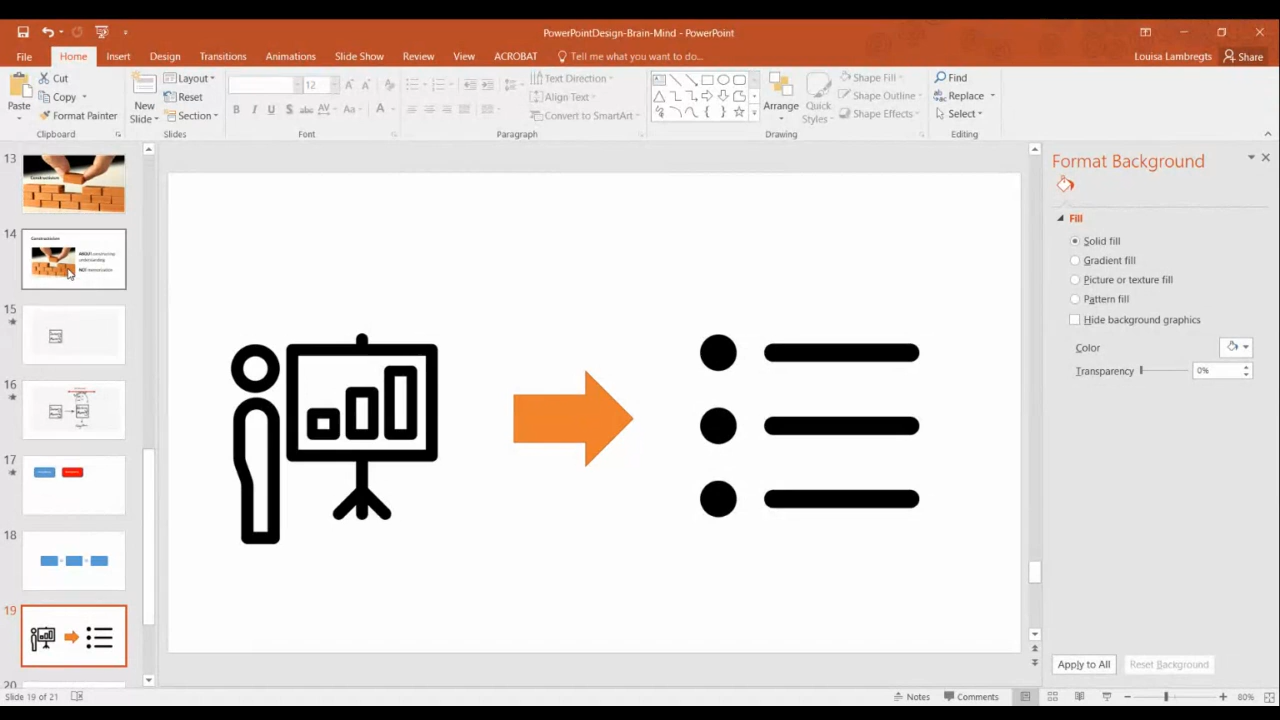 PowerPointDesign-Brain-Mind - PowerPoint
File Home Insert Design Transitions Animations Slide Show Review View ACROBAT Tell me what you want to do... Louisa Lambregts Share
Paste
Cut
Copy
Format Painter
Clipboard
New Slide
Layout
Reset
Section
Slides
12
B I U S abc AV Aa A
Font
Text Direction
Align Text
Convert to SmartArt
Paragraph
Arrange
Quick Styles
Shape Fill
Shape Outline
Shape Effects
Drawing
Find
Replace
Select
Editing
13
14
15
16
17
18
19
20
Format Background
Fill
Solid fill
Gradient fill
Picture or texture fill
Pattern fill
Hide background graphics
Color
Transparency 0%
Apply to All Reset Background
Slide 19 of 21 Notes Comments 80%